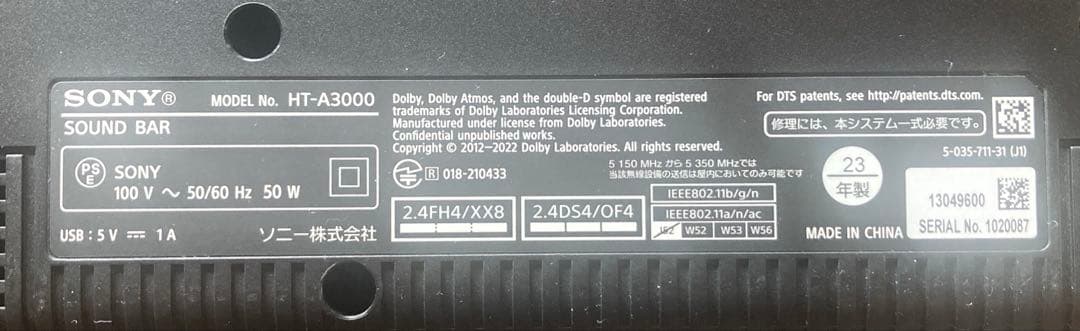 SONY®
MODEL No. HT-A3000
SOUND BAR
PS E
SONY
100 V ～ 50/60 Hz 50 W
USB : 5 V ⎓ 1 A
ソニー株式会社
Dolby, Dolby Atmos, and the double-D symbol are registered
trademarks of Dolby Laboratories Licensing Corporation.
Manufactured under license from Dolby Laboratories.
Confidential unpublished works.
Copyright © 2012—2022 Dolby Laboratories. All rights reserved.
R 018-210433
5 150 MHz から 5 350 MHzでは
当該無線設備の送信は屋内においてのみ可能です
2.4FH4/XX8
2.4DS4/OF4
IEEE802.11b/g/n
IEEE802.11a/n/ac
J52 W52 W53 W56
For DTS patents, see http://patents.dts.com.
修理には、本システム一式必要です。
5-035-711-31 (J1)
23
年製
MADE IN CHINA
13049600
SERIAL No. 1020087